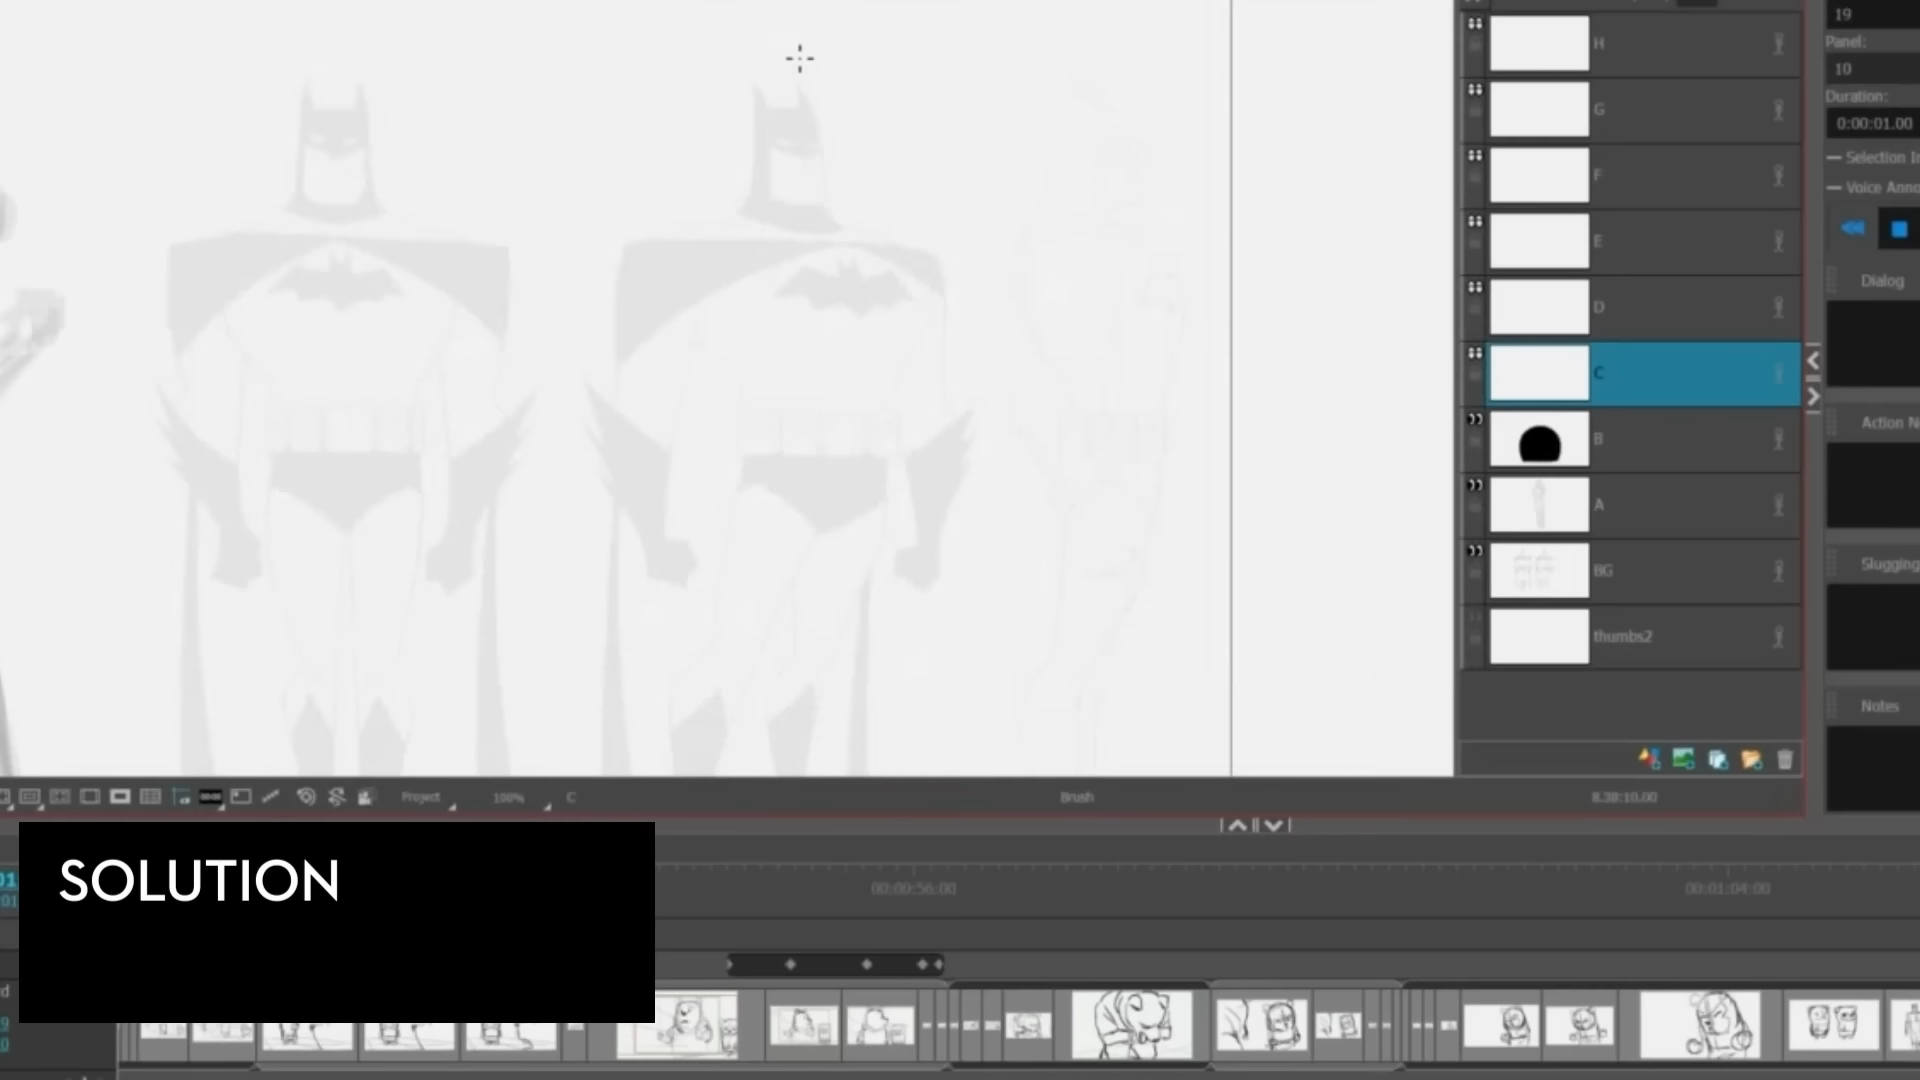 H
19
Panel:
10
G
Duration:
0:00:01.00
Selection
F
Voice
E
Dialog
D
C
Action
B
A
Slugging
BG
thumbs2
Notes
Project
100%
C
Brush
SOLUTION
00:00:56:00
00:01:04:00